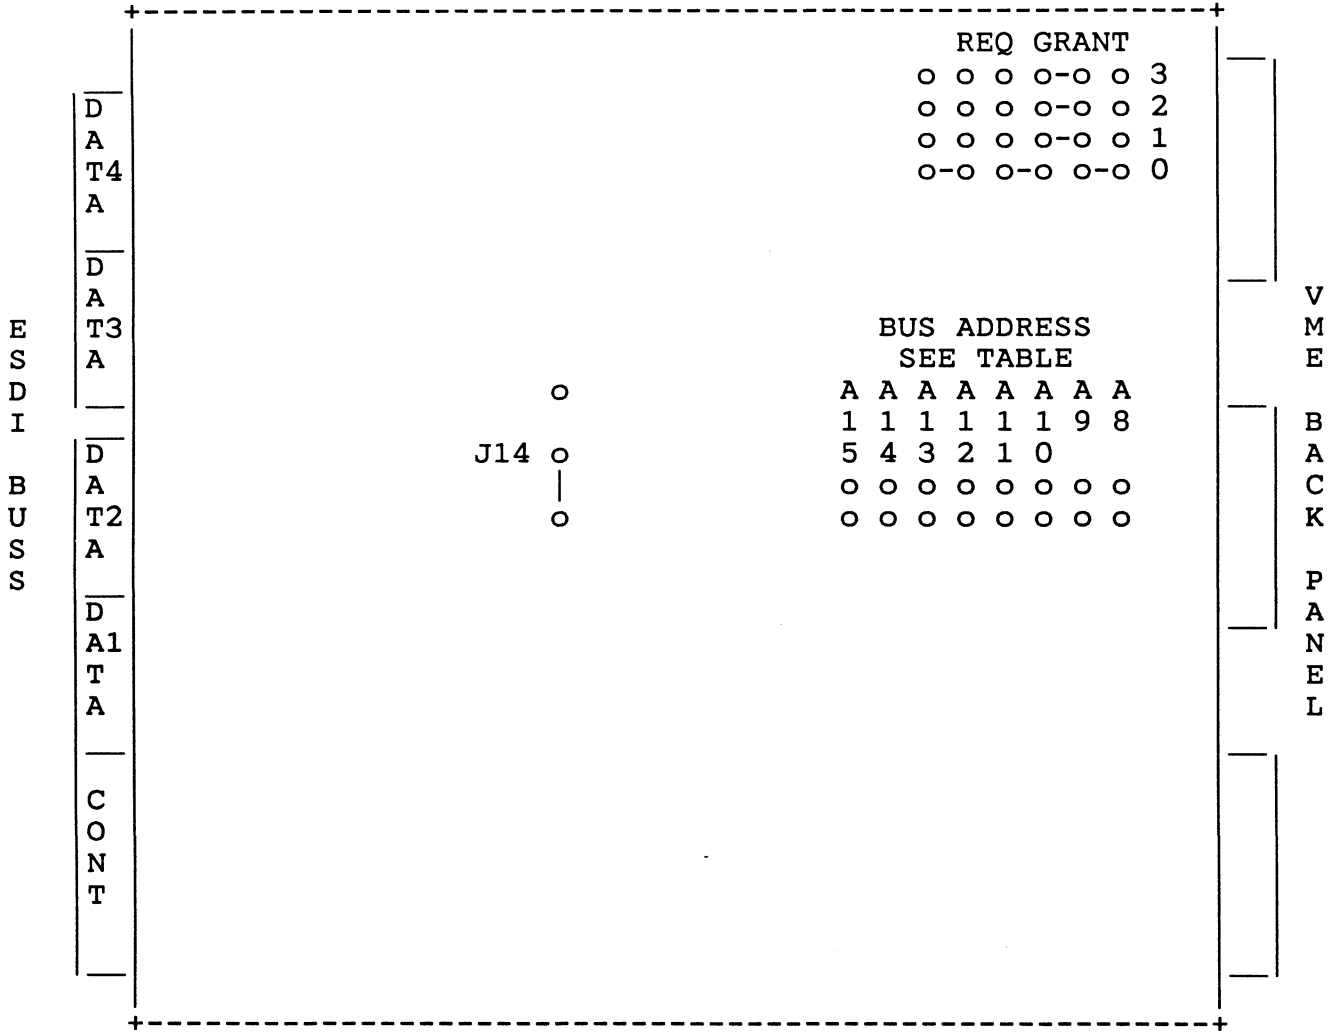 REQ GRANT
o o o o-o o 3
o o o o-o o 2
o o o o-o o 1
o-o o-o o-o 0
DATA4
DATA3
DATA2
DATA1
CONT
ESDI BUSS
BUS ADDRESS
SEE TABLE
A A A A A A A A
1 1 1 1 1 1 9 8
5 4 3 2 1 0
o o o o o o o o
o o o o o o o o
o
J14 o
|
o
VME BACK PANEL